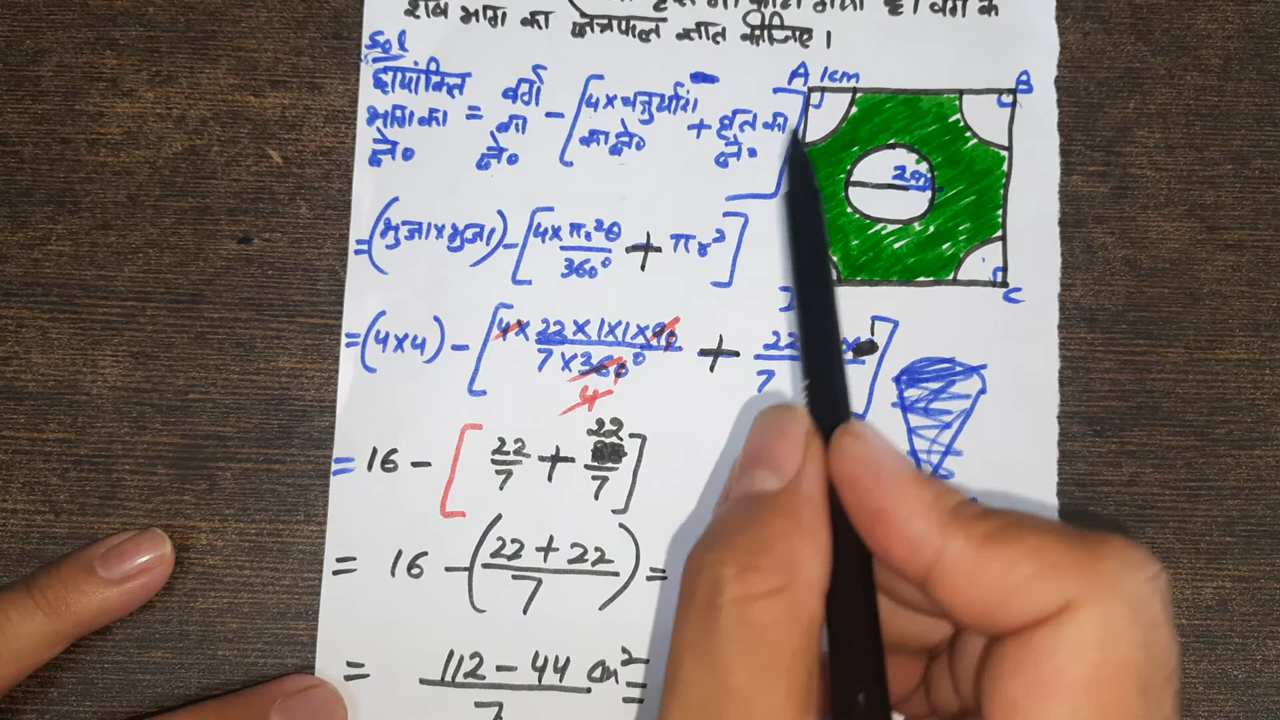 शेष भाग का क्षेत्रफल ज्ञात कीजिए।
Sol
छायांकित भाग का क्षे० = वर्ग का क्षे० - [4 × चतुर्थांश का क्षे० + वृत का क्षे०]
= (भुजा × भुजा) - [4 × πr²θ / 360° + πr²]
= (4×4) - [4 × 22 × 1 × 1 × 90 / 7 × 360° + 22 / 7
4
= 16 - [22/7 + 22/7]
= 16 - (22 + 22 / 7) =
= 112 - 44 / 7 cm² =
A 1cm B
2cm
C